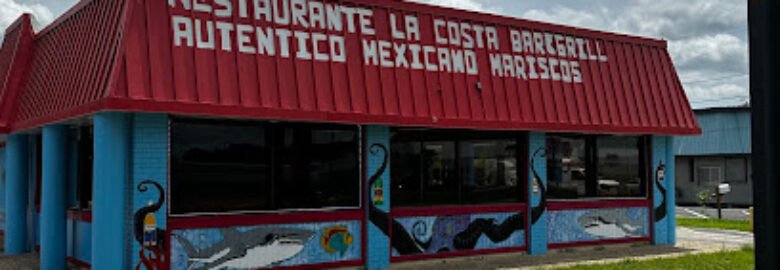 RESTAURANTE LA COSTA BAR&GRILL
AUTENTICO MEXICANO MARISCOS